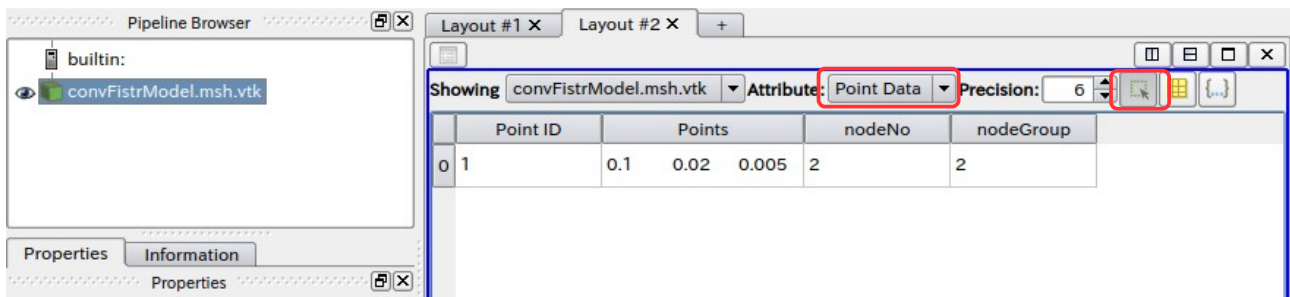 Pipeline Browser
builtin:
convFistrModel.msh.vtk
Properties Information
Properties
Layout #1 Layout #2 +
Showing convFistrModel.msh.vtk Attribute: Point Data Precision: 6 {...}
Point ID Points nodeNo nodeGroup
0 1 0.1 0.02 0.005 2 2